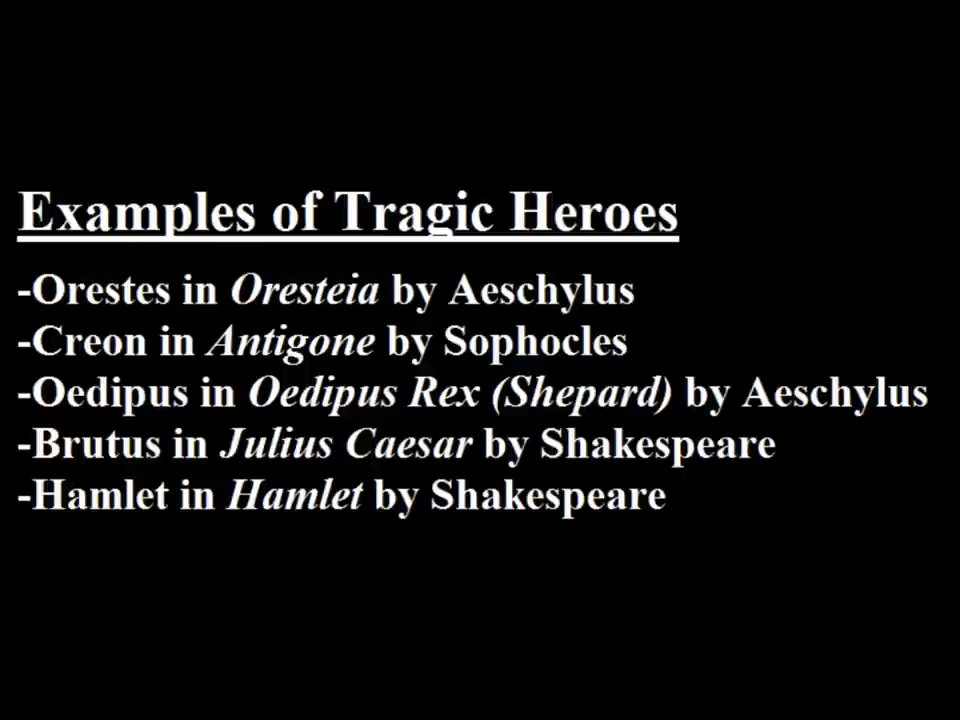 Examples of Tragic Heroes
-Orestes in Oresteia by Aeschylus
-Creon in Antigone by Sophocles
-Oedipus in Oedipus Rex (Shepard) by Aeschylus
-Brutus in Julius Caesar by Shakespeare
-Hamlet in Hamlet by Shakespeare